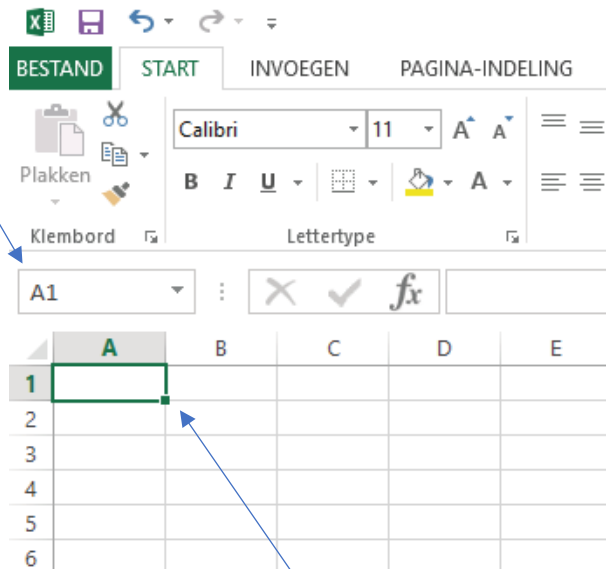 BESTAND START INVOEGEN PAGINA-INDELING
Calibri 11 A A
Plakken B I U A
Klembord Lettertype
A1 fx
A B C D E
1
2
3
4
5
6